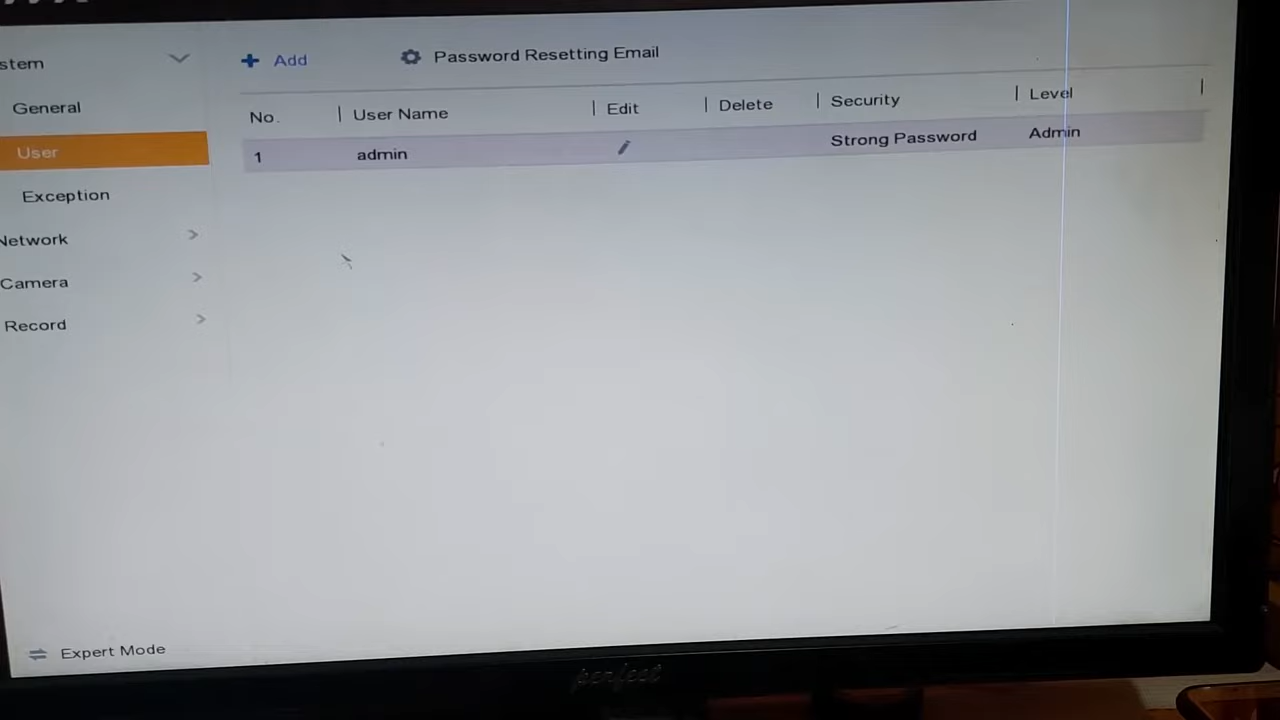 stem
Add
Password Resetting Email
No.
User Name
Edit
Delete
Security
Level
General
User
1
admin
Strong Password
Admin
Exception
Network
Camera
Record
Expert Mode
perfect